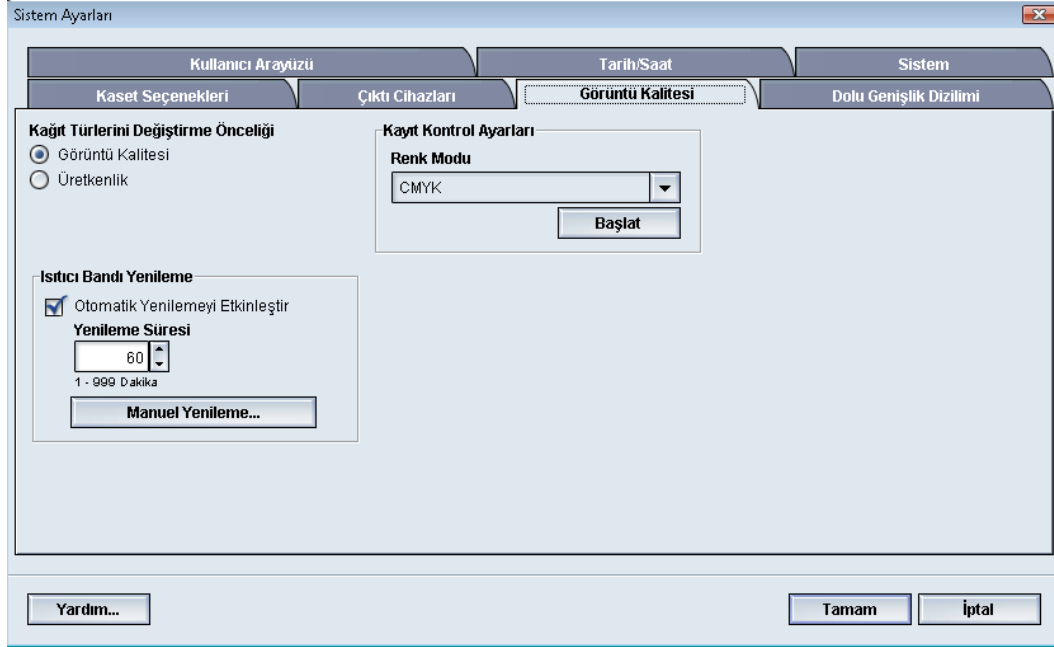 Sistem Ayarları
Kullanıcı Arayüzü
Tarih/Saat
Sistem
Kaset Seçenekleri
Çıktı Cihazları
Görüntü Kalitesi
Dolu Genişlik Dizilimi
Kağıt Türlerini Değiştirme Önceliği
Görüntü Kalitesi
Üretkenlik
Kayıt Kontrol Ayarları
Renk Modu
CMYK
Başlat
Isıtıcı Bandı Yenileme
Otomatik Yenilemeyi Etkinleştir
Yenileme Süresi
60
1 - 999 Dakika
Manuel Yenileme...
Yardım...
Tamam
İptal